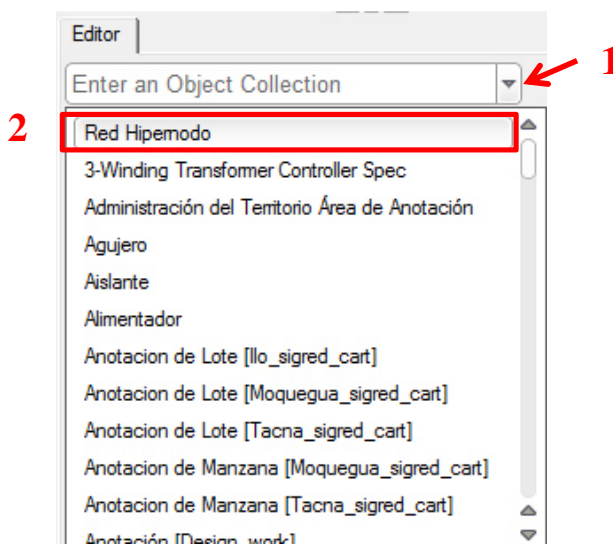 Editor
1
Enter an Object Collection
2
Red Hipernodo
3-Winding Transformer Controller Spec
Administración del Territorio Área de Anotación
Agujero
Aislante
Alimentador
Anotacion de Lote [Ilo_sigred_cart]
Anotacion de Lote [Moquegua_sigred_cart]
Anotacion de Lote [Tacna_sigred_cart]
Anotacion de Manzana [Moquegua_sigred_cart]
Anotacion de Manzana [Tacna_sigred_cart]
Anotación [Design_work]